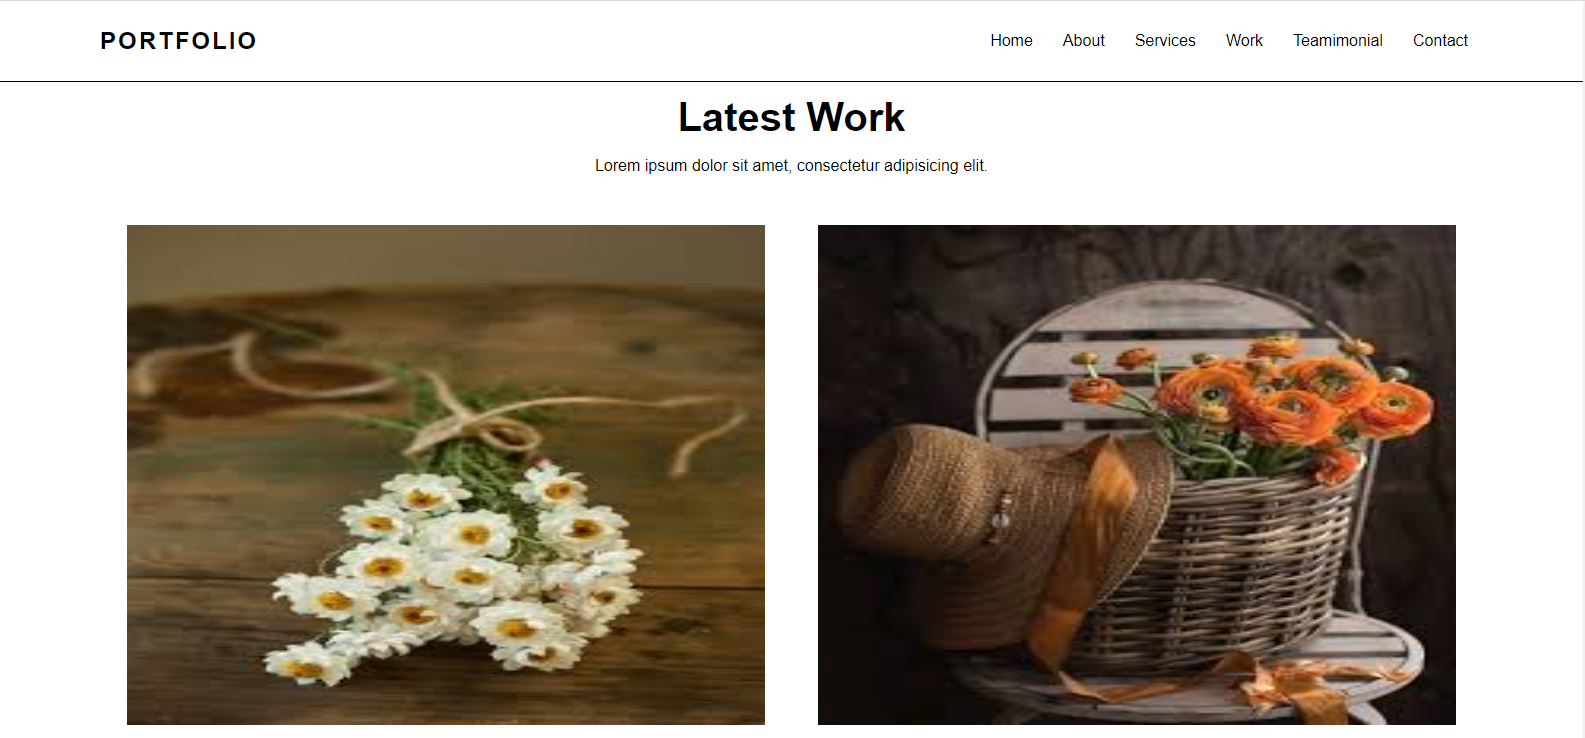 PORTFOLIO
Home About Services Work Teamimonial Contact
Latest Work
Lorem ipsum dolor sit amet, consectetur adipisicing elit.